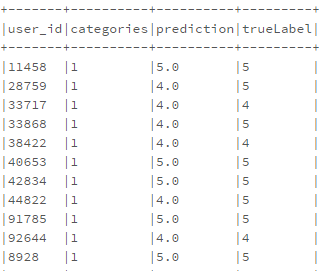 +-------+----------+----------+---------+
|user_id|categories|prediction|trueLabel|
+-------+----------+----------+---------+
|11458 |1 |5.0 |5 |
|28759 |1 |4.0 |5 |
|33717 |1 |4.0 |4 |
|33868 |1 |4.0 |5 |
|38422 |1 |4.0 |4 |
|40653 |1 |5.0 |5 |
|42834 |1 |5.0 |5 |
|44822 |1 |4.0 |5 |
|91785 |1 |5.0 |5 |
|92644 |1 |4.0 |4 |
|8928 |1 |5.0 |5 |